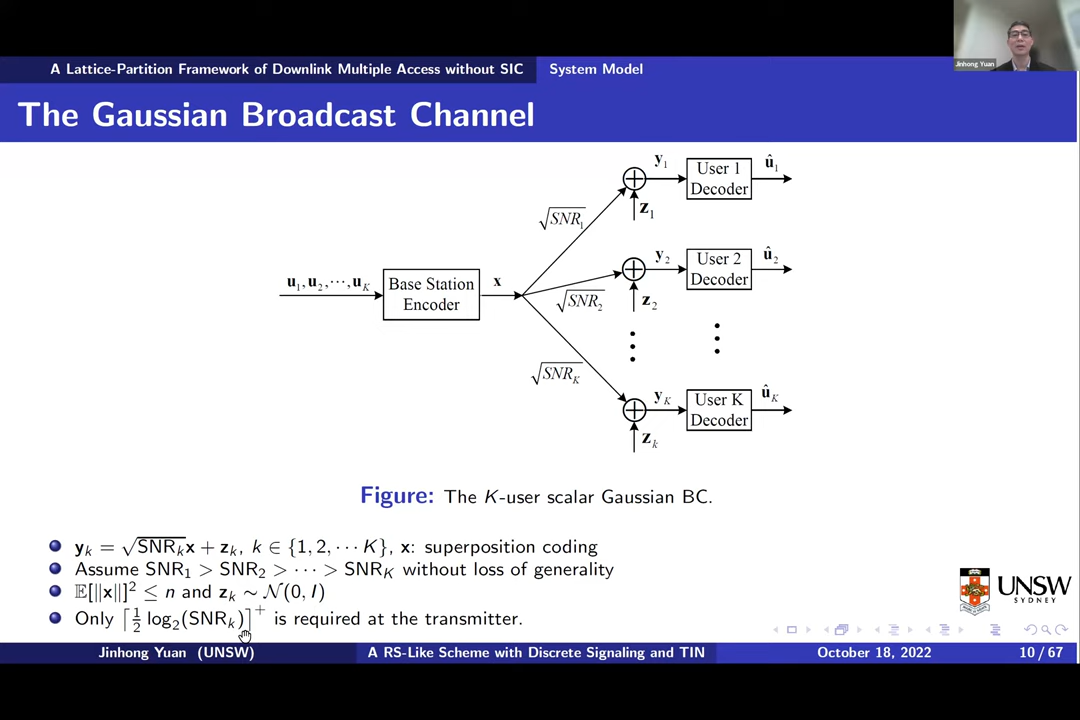 Jinhong Yuan
A Lattice-Partition Framework of Downlink Multiple Access without SIC System Model
The Gaussian Broadcast Channel
u₁,u₂,⋯,u_K
Base Station
Encoder
x
√SNR₁
√SNR₂
√SNR_K
y₁
z₁
User 1
Decoder
û₁
y₂
z₂
User 2
Decoder
û₂
y_K
z_k
User K
Decoder
û_K
Figure: The K-user scalar Gaussian BC.
y_k = √SNR_k x + z_k, k ∈ {1, 2, ⋯ K}, x: superposition coding
Assume SNR₁ > SNR₂ > ⋯ > SNR_K without loss of generality
𝔼[‖x‖]² ≤ n and z_k ∼ 𝒩(0, I)
Only ⌈½ log₂(SNR_k)⌉⁺ is required at the transmitter.
UNSW
SYDNEY
Jinhong Yuan (UNSW) A RS-Like Scheme with Discrete Signaling and TIN October 18, 2022 10 / 67